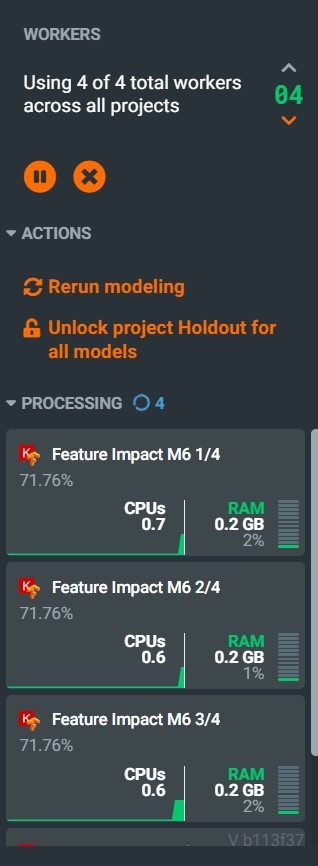 WORKERS
Using 4 of 4 total workers
across all projects
04
ACTIONS
Rerun modeling
Unlock project Holdout for
all models
PROCESSING 4
K Feature Impact M6 1/4
71.76%
CPUs RAM
0.7 0.2 GB
2%
K Feature Impact M6 2/4
71.76%
CPUs RAM
0.6 0.2 GB
1%
K Feature Impact M6 3/4
71.76%
CPUs RAM
0.6 0.2 GB
2%
V b113f37